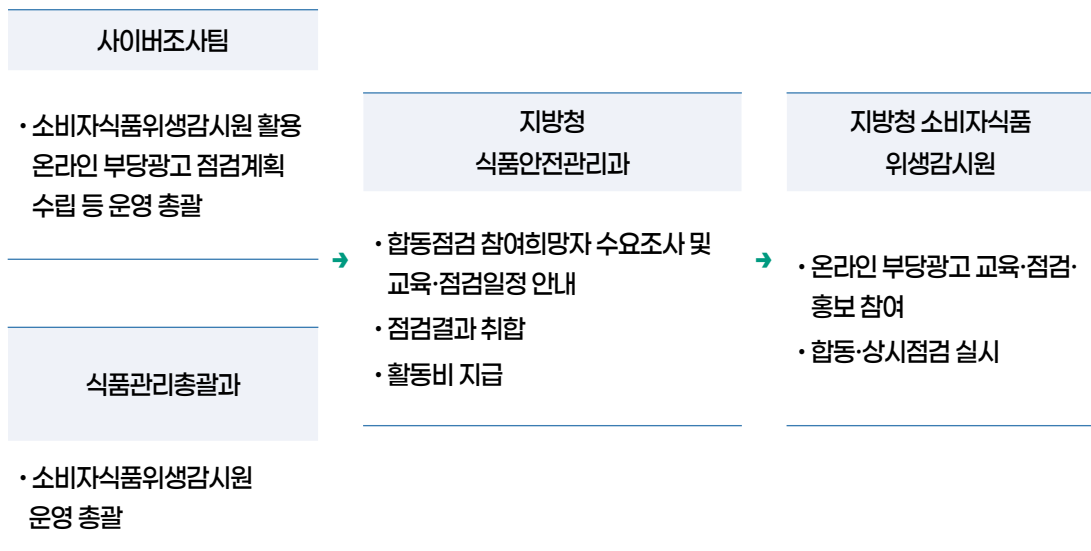 사이버조사팀
• 소비자식품위생감시원 활용
온라인 부당광고 점검계획
수립 등 운영 총괄
식품관리총괄과
• 소비자식품위생감시원
운영 총괄
지방청
식품안전관리과
• 합동점검 참여희망자 수요조사 및
교육·점검일정 안내
• 점검결과 취합
• 활동비 지급
지방청 소비자식품
위생감시원
• 온라인 부당광고 교육·점검·
홍보 참여
• 합동·상시점검 실시